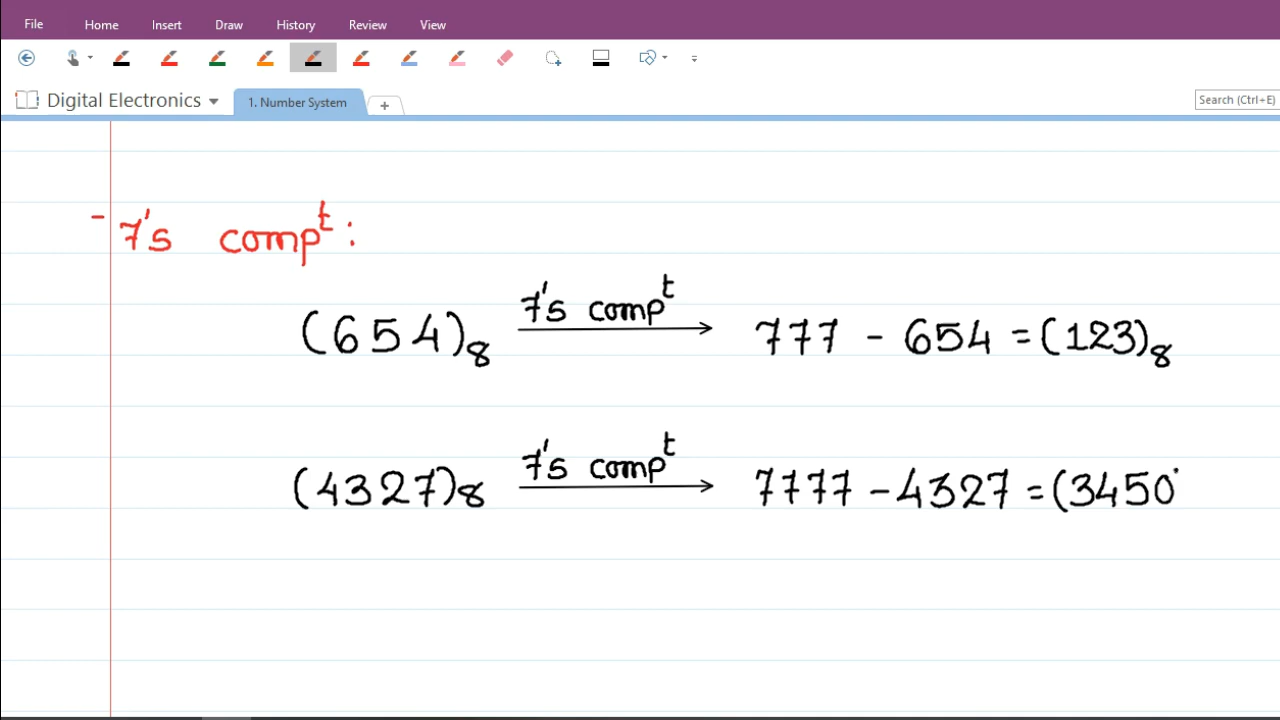 File Home Insert Draw History Review View
Digital Electronics 1. Number System + Search (Ctrl+E)
- 7's compᵗ:
(654)₈ 7's compᵗ → 777 - 654 = (123)₈
(4327)₈ 7's compᵗ → 7777 - 4327 = (3450